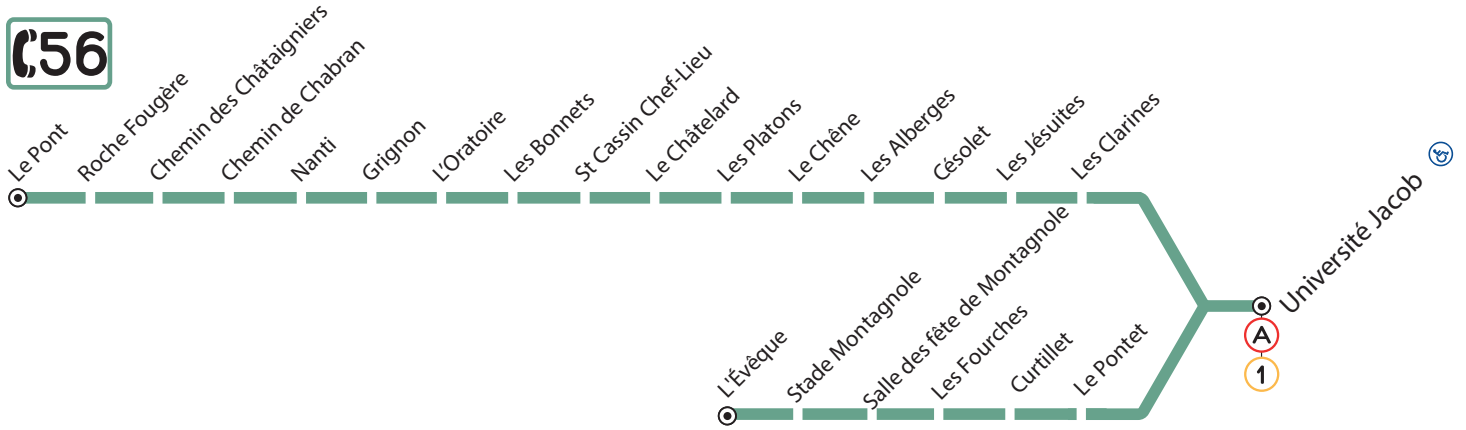 56
Le Pont
Roche Fougère
Chemin des Châtaigniers
Chemin de Chabran
Nanti
Grignon
L'Oratoire
Les Bonnets
St Cassin Chef-Lieu
Le Châtelard
Les Platons
Le Chêne
Les Alberges
Césolet
Les Jésuites
Les Clarines
Université Jacob
A
1
L'Évêque
Stade Montagnole
Salle des fête de Montagnole
Les Fourches
Curtillet
Le Pontet